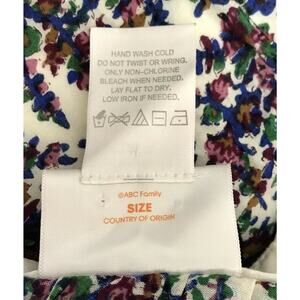 HAND WASH COLD
DO NOT TWIST OR WRING.
ONLY NON-CHLORINE
BLEACH WHEN NEEDED.
LAY FLAT TO DRY.
LOW IRON IF NEEDED.
©ABC Family
SIZE
COUNTRY OF ORIGIN